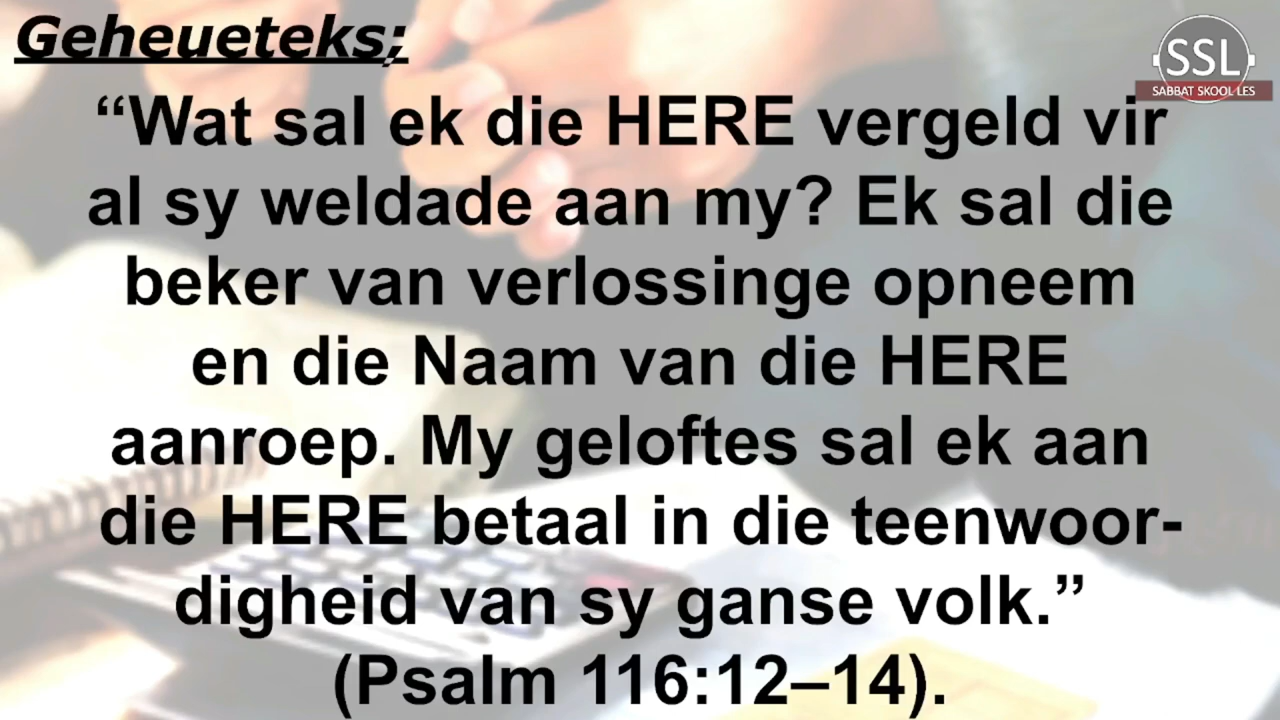 Geheueteks;
SSL
SABBAT SKOOL LES
“Wat sal ek die HERE vergeld vir
al sy weldade aan my? Ek sal die
beker van verlossinge opneem
en die Naam van die HERE
aanroep. My geloftes sal ek aan
die HERE betaal in die teenwoor-
digheid van sy ganse volk.”
(Psalm 116:12–14).